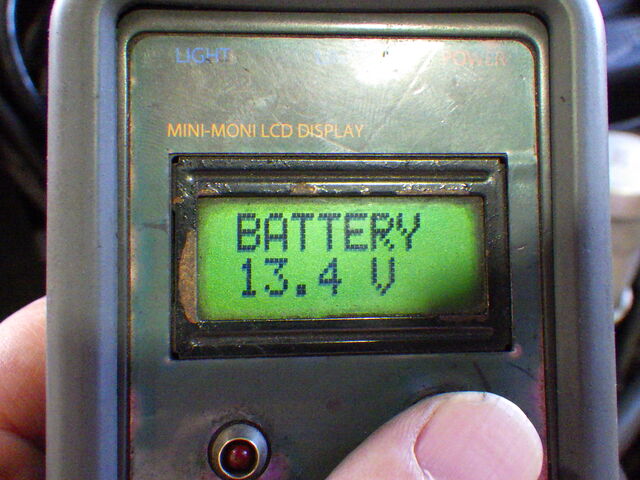 LIGHT POWER
MINI-MONI LCD DISPLAY
BATTERY
13.4 V